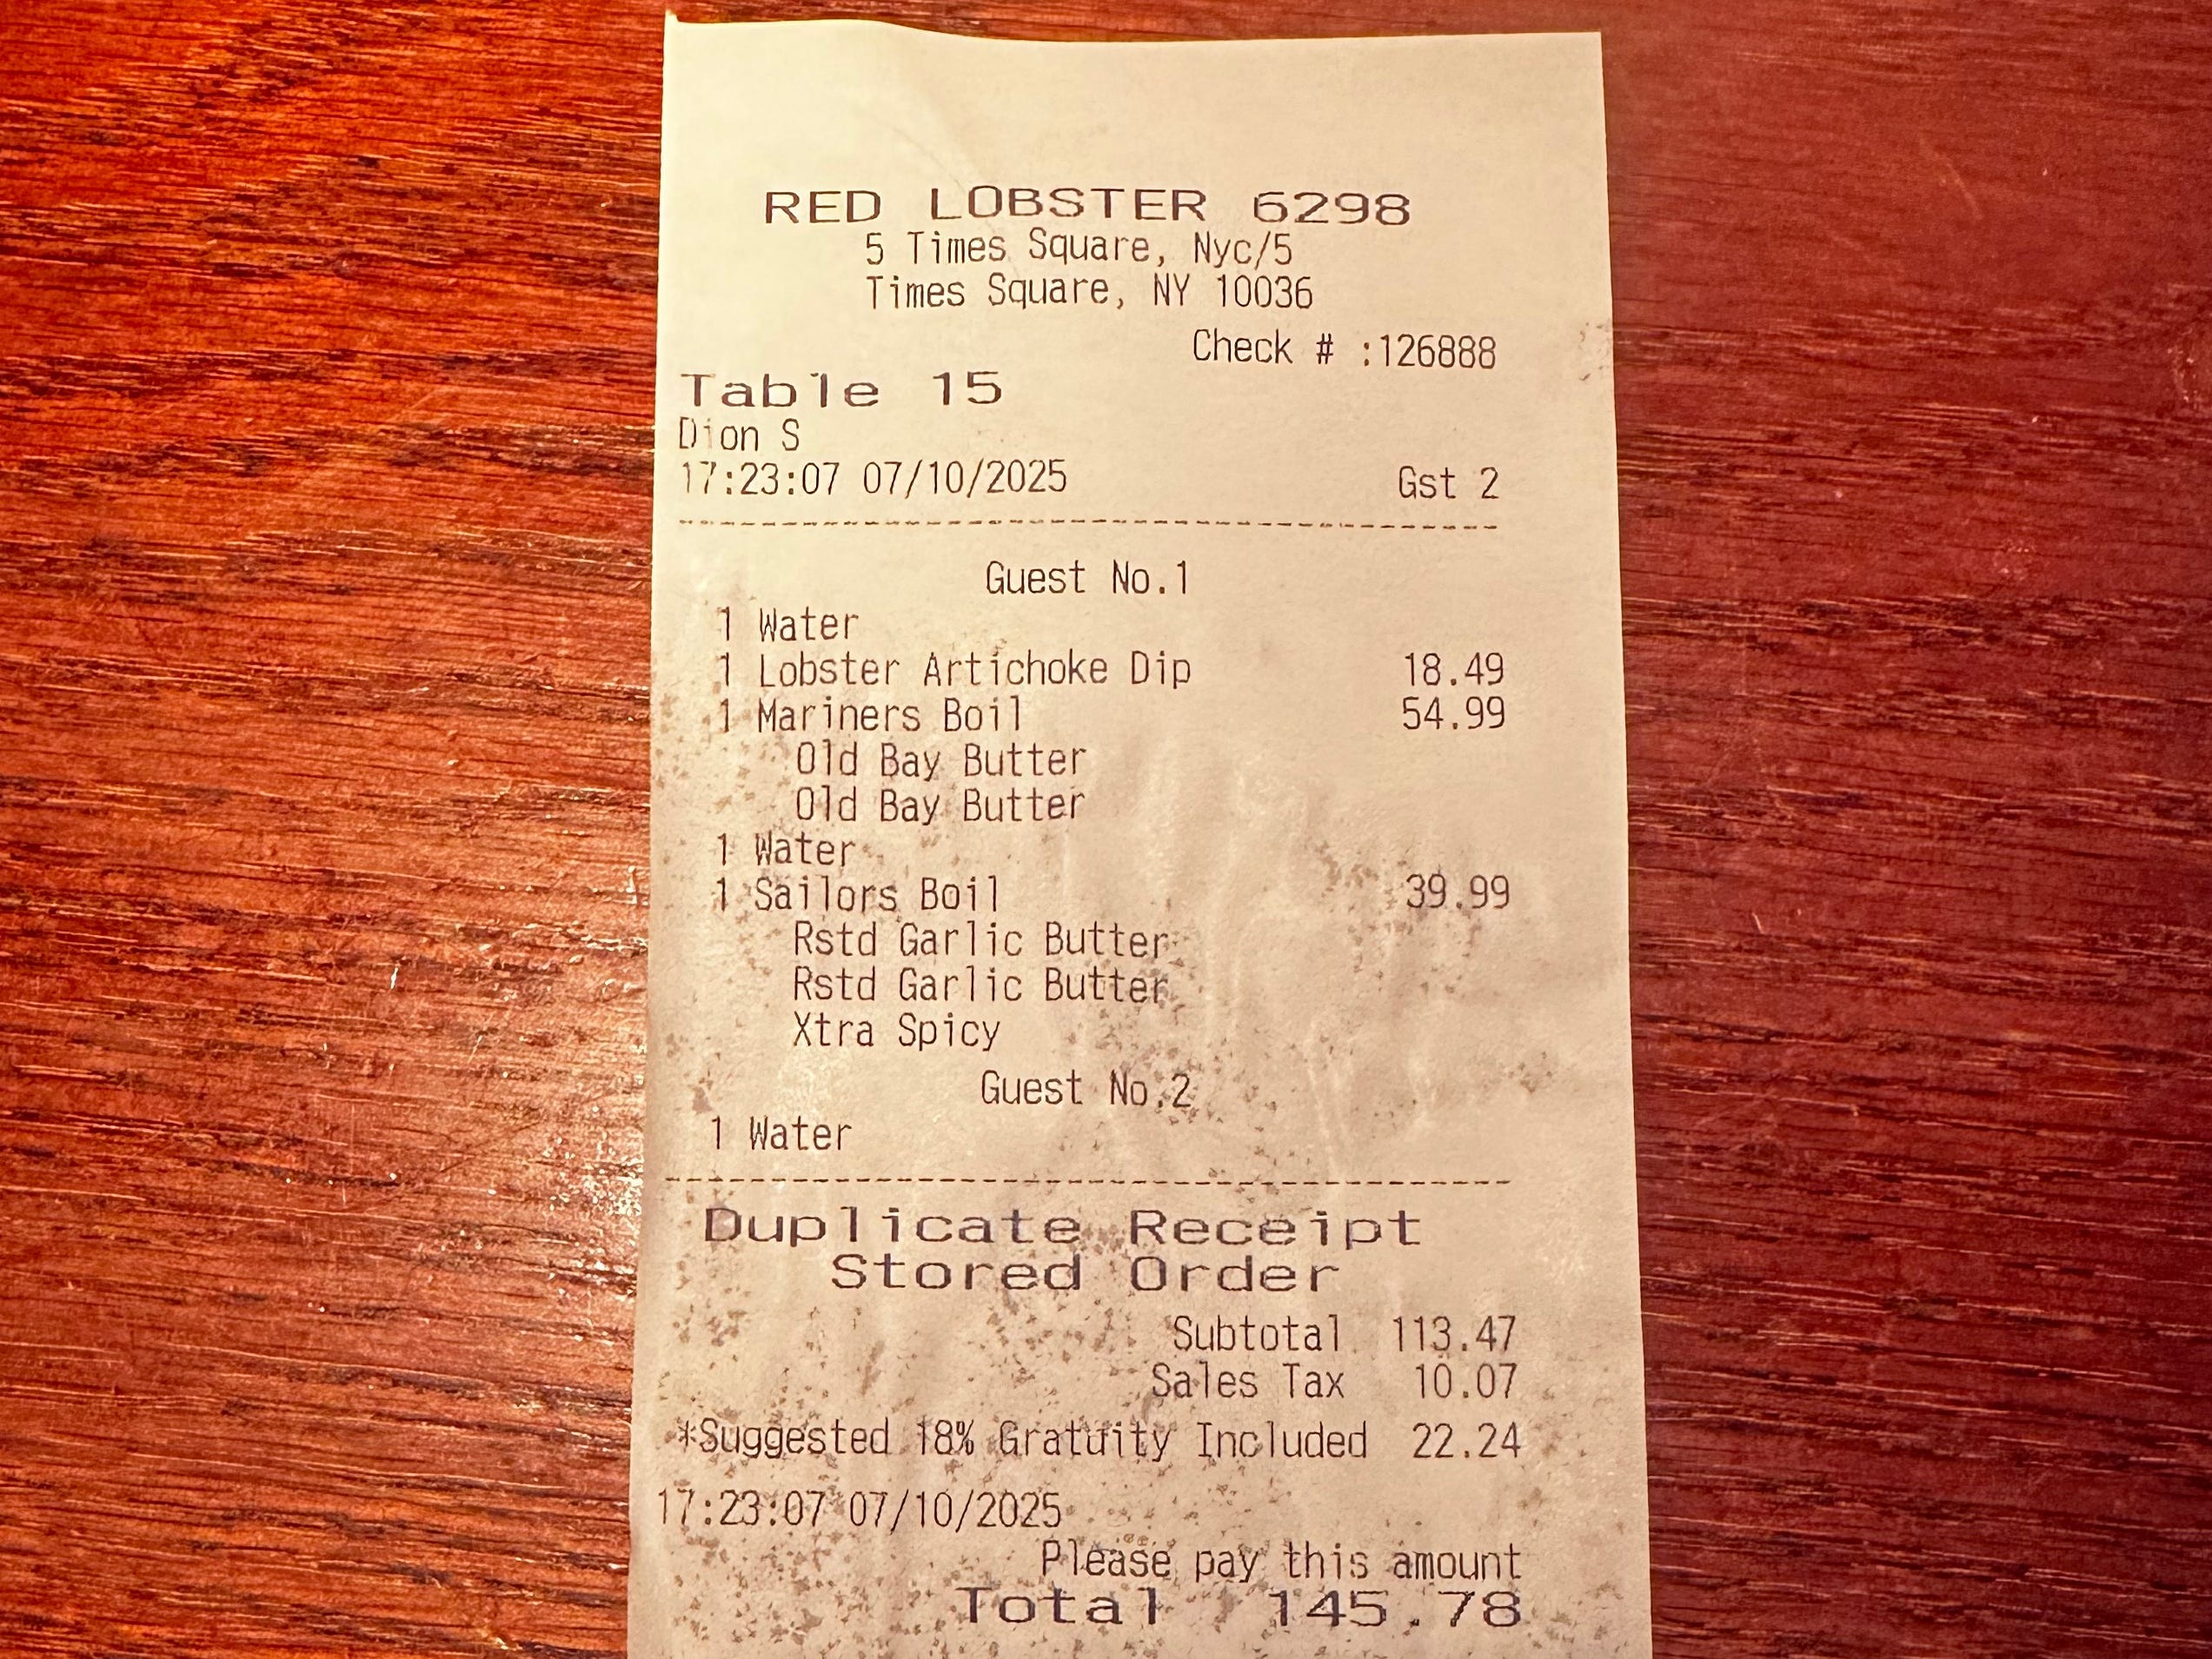 RED LOBSTER 6298
5 Times Square, Nyc/5
Times Square, NY 10036
Check # :126888
Table 15
Dion S
17:23:07 07/10/2025 Gst 2
Guest No.1
1 Water
1 Lobster Artichoke Dip 18.49
1 Mariners Boil 54.99
Old Bay Butter
Old Bay Butter
1 Water
1 Sailors Boil 39.99
Rstd Garlic Butter
Rstd Garlic Butter
Xtra Spicy
Guest No.2
1 Water
Duplicate Receipt
Stored Order
Subtotal 113.47
Sales Tax 10.07
*Suggested 18% Gratuity Included 22.24
17:23:07 07/10/2025
Please pay this amount
Total 145.78